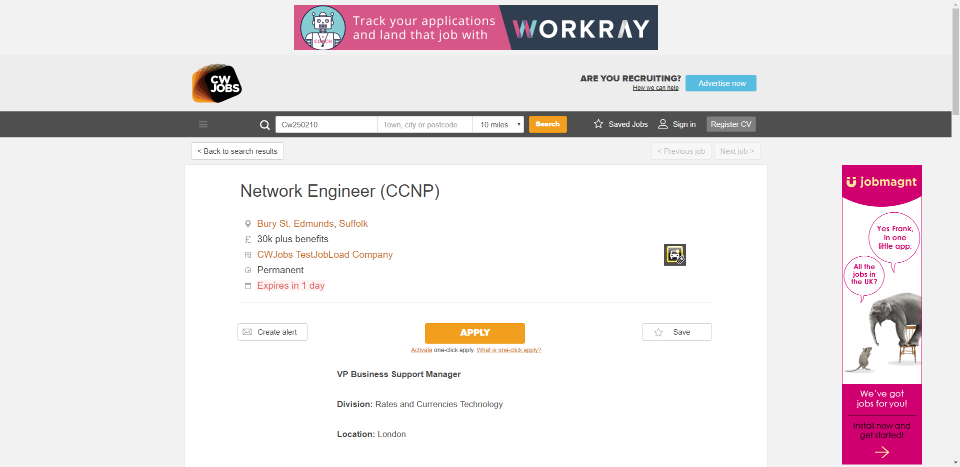 Track your applications
and land that job with
WORKRAY
COACH
CW
JOBS
ARE YOU RECRUITING?
How we can help
Advertise now
Cw250210
Town, city or postcode
10 miles
Search
Saved Jobs
Sign in
Register CV
< Back to search results
< Previous job
Next job >
Network Engineer (CCNP)
Bury St. Edmunds, Suffolk
£ 30k plus benefits
CWJobs TestJobLoad Company
Permanent
Expires in 1 day
Create alert
APPLY
Save
Activate one-click apply. What is one-click apply?
VP Business Support Manager
Division: Rates and Currencies Technology
Location: London
jobmagnt
Yes Frank,
in one
little app.
All the
jobs in
the UK?
We've got
jobs for you!
Install now and
get started!